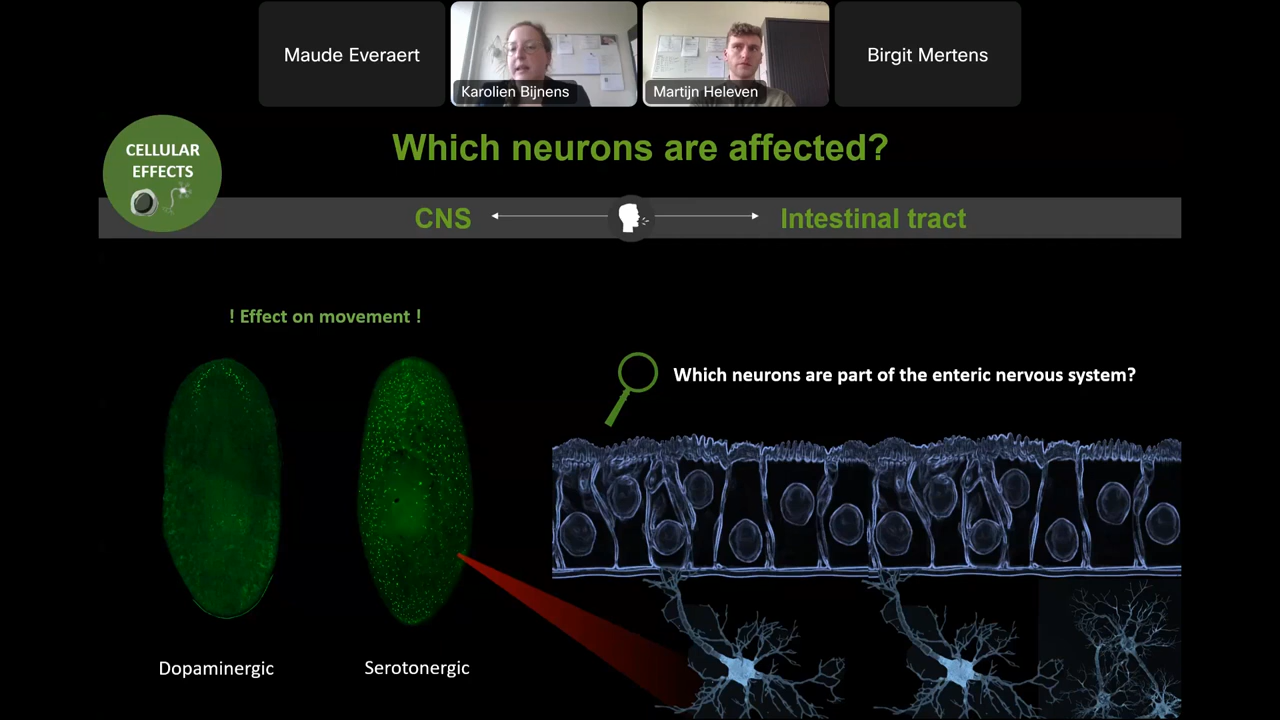 Maude Everaert
Karolien Bijnens
Martijn Heleven
Birgit Mertens
CELLULAR
EFFECTS
Which neurons are affected?
CNS
Intestinal tract
! Effect on movement !
Which neurons are part of the enteric nervous system?
Dopaminergic
Serotonergic